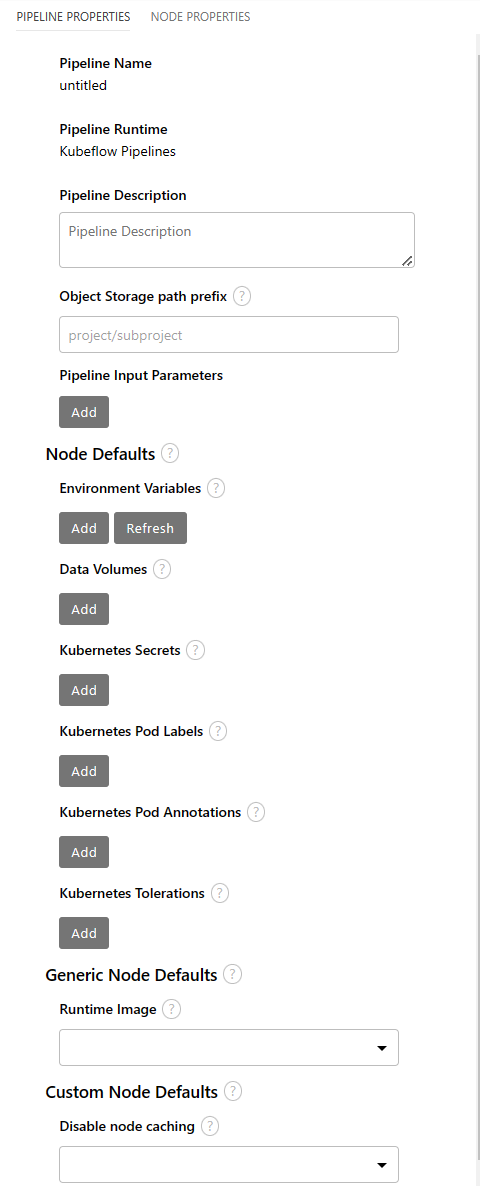 PIPELINE PROPERTIES NODE PROPERTIES
Pipeline Name
untitled
Pipeline Runtime
Kubeflow Pipelines
Pipeline Description
Pipeline Description
Object Storage path prefix ?
project/subproject
Pipeline Input Parameters
Add
Node Defaults ?
Environment Variables ?
Add Refresh
Data Volumes ?
Add
Kubernetes Secrets ?
Add
Kubernetes Pod Labels ?
Add
Kubernetes Pod Annotations ?
Add
Kubernetes Tolerations ?
Add
Generic Node Defaults ?
Runtime Image ?
Custom Node Defaults ?
Disable node caching ?